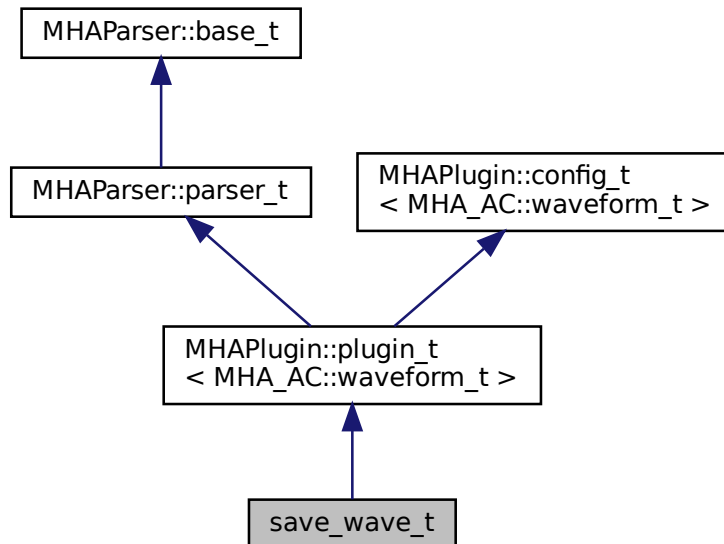 MHAParser::base_t
MHAParser::parser_t
MHAPlugin::config_t
< MHA_AC::waveform_t >
MHAPlugin::plugin_t
< MHA_AC::waveform_t >
save_wave_t